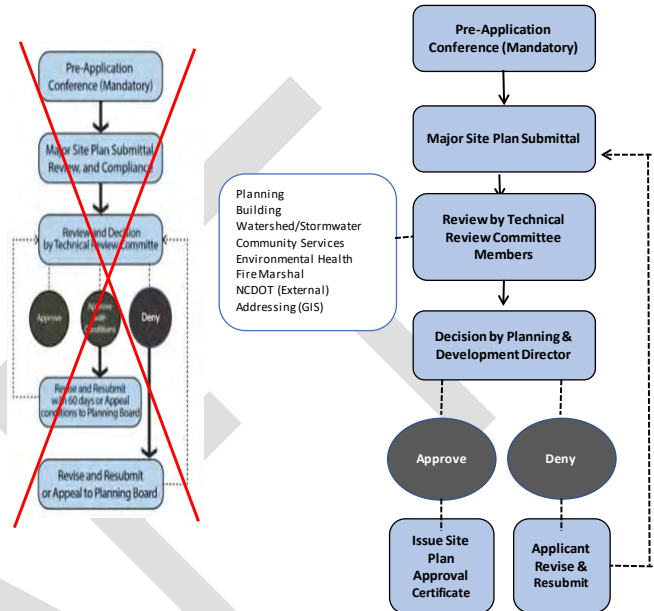 Pre-Application
Conference (Mandatory)
Major Site Plan Submittal,
Review, and Compliance
Review and Decision
by Technical Review Committe
Approve
Approve
with
Conditions
Deny
Revise and Resubmit
with 60 days or Appeal
conditions to Planning Board
Revise and Resubmit
or Appeal to Planning Board
Pre-Application
Conference (Mandatory)
Major Site Plan Submittal
Planning
Building
Watershed/Stormwater
Community Services
Environmental Health
Fire Marshal
NCDOT (External)
Addressing (GIS)
Review by Technical
Review Committee
Members
Decision by Planning &
Development Director
Approve
Deny
Issue Site
Plan
Approval
Certificate
Applicant
Revise &
Resubmit